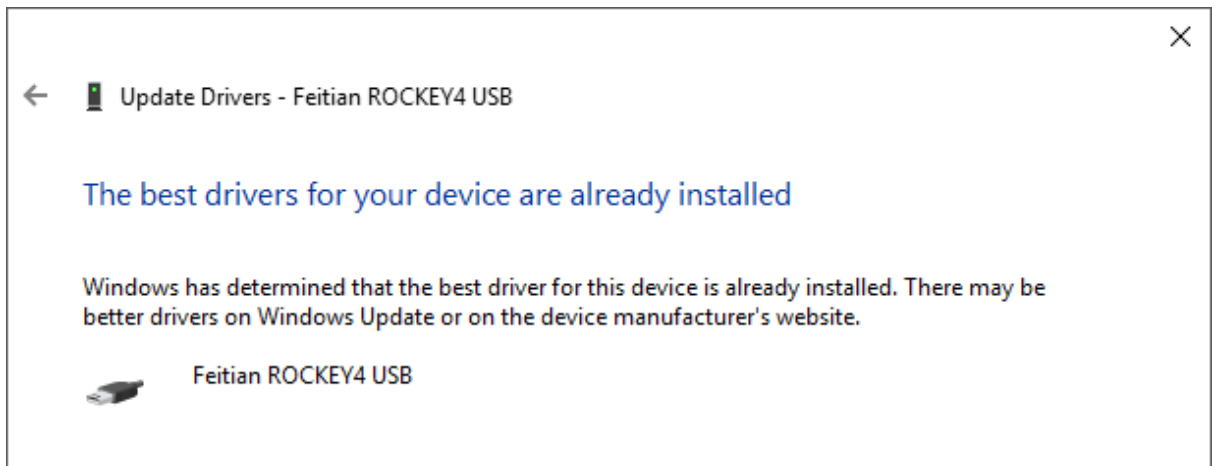 Update Drivers - Feitian ROCKEY4 USB
The best drivers for your device are already installed
Windows has determined that the best driver for this device is already installed. There may be
better drivers on Windows Update or on the device manufacturer's website.
Feitian ROCKEY4 USB